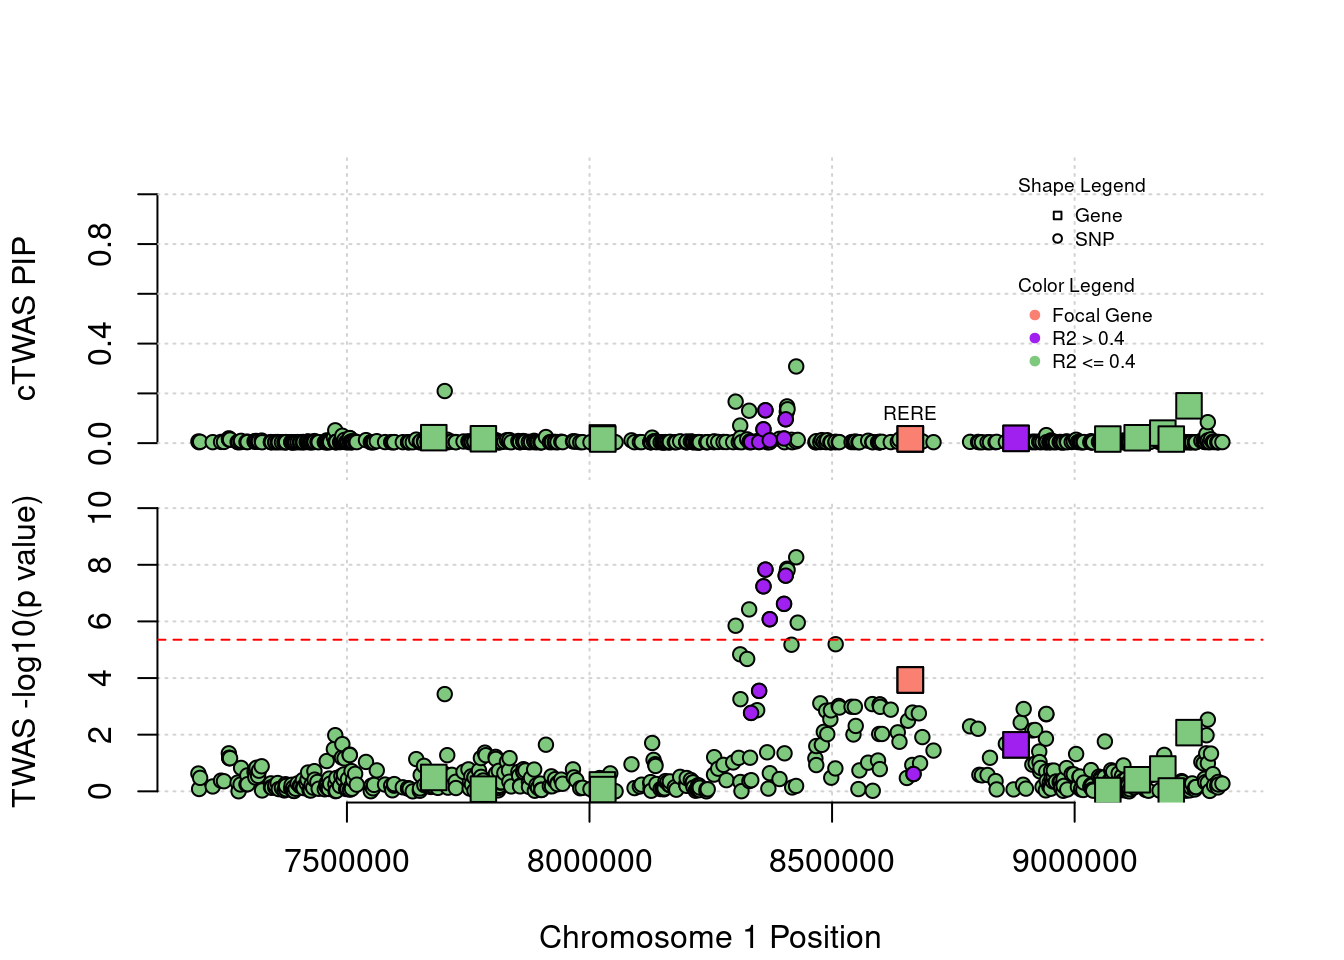 Shape Legend
Gene
SNP
Color Legend
Focal Gene
R2 > 0.4
R2 <= 0.4
RERE
cTWAS PIP
0.8
0.4
0.0
TWAS -log10(p value)
10
8
6
4
2
0
7500000 8000000 8500000 9000000
Chromosome 1 Position